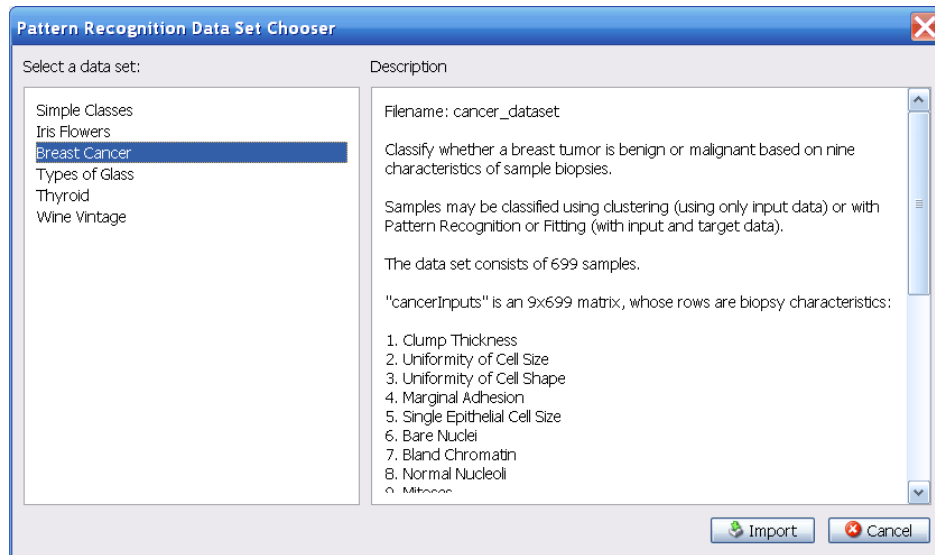 Pattern Recognition Data Set Chooser
Select a data set:
Simple Classes
Iris Flowers
Breast Cancer
Types of Glass
Thyroid
Wine Vintage
Description
Filename: cancer_dataset
Classify whether a breast tumor is benign or malignant based on nine
characteristics of sample biopsies.
Samples may be classified using clustering (using only input data) or with
Pattern Recognition or Fitting (with input and target data).
The data set consists of 699 samples.
"cancerInputs" is an 9x699 matrix, whose rows are biopsy characteristics:
1. Clump Thickness
2. Uniformity of Cell Size
3. Uniformity of Cell Shape
4. Marginal Adhesion
5. Single Epithelial Cell Size
6. Bare Nuclei
7. Bland Chromatin
8. Normal Nucleoli
9. Mitoses
Import
Cancel